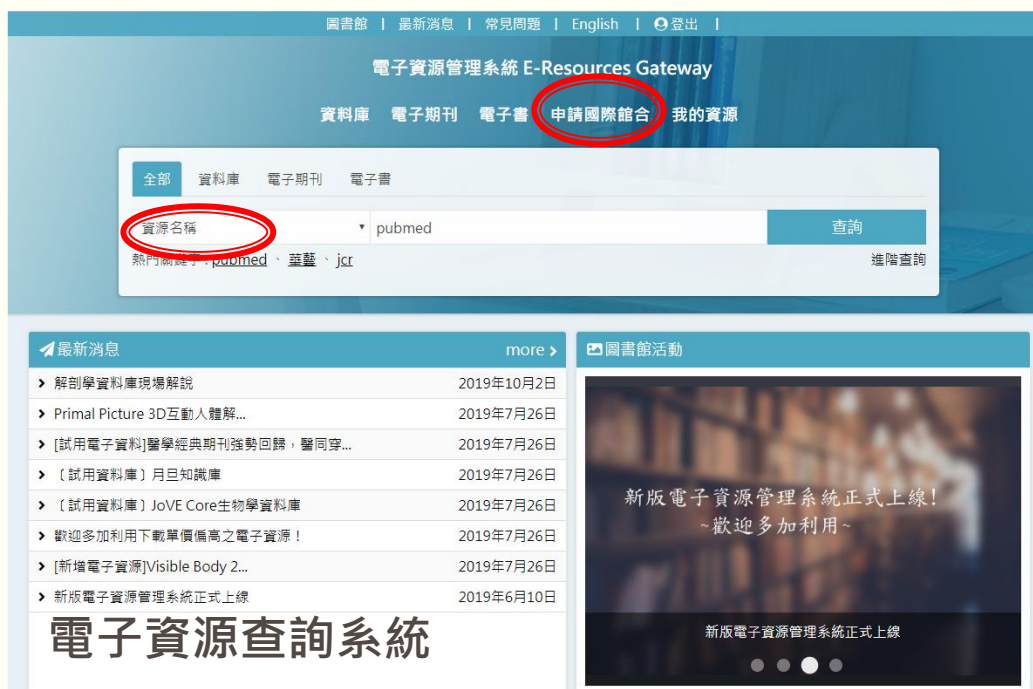 圖書館 | 最新消息 | 常見問題 | English | 登出 |
電子資源管理系統 E-Resources Gateway
資料庫 電子期刊 電子書 申請國際館合 我的資源
全部 資料庫 電子期刊 電子書
資源名稱 pubmed 查詢
熱門關鍵字：pubmed 、 華藝 、 jcr 進階查詢
最新消息 more
解剖學資料庫現場解說 2019年10月2日
Primal Picture 3D互動人體解... 2019年7月26日
[試用電子資料]醫學經典期刊強勢回歸，醫同穿... 2019年7月26日
〔試用資料庫〕月旦知識庫 2019年7月26日
〔試用資料庫〕JoVE Core生物學資料庫 2019年7月26日
歡迎多加利用下載單價偏高之電子資源！ 2019年7月26日
[新增電子資源]Visible Body 2... 2019年7月26日
新版電子資源管理系統正式上線 2019年6月10日
電子資源查詢系統
圖書館活動
新版電子資源管理系統正式上線!
~歡迎多加利用~
新版電子資源管理系統正式上線